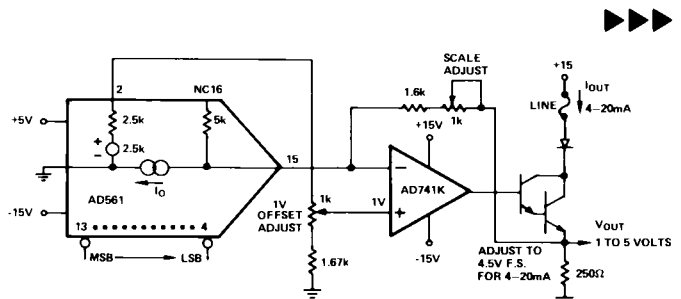 SCALE
ADJUST
+15
2
NC16
1.6k
1k
LINE
IOUT
4–20mA
2.5k
5k
+15V
+5V
+
2.5k
–
15
–
IO
AD741K
AD561
1V
OFFSET
ADJUST
1k
1V
+
-15V
13
4
-15V
VOUT
1 TO 5 VOLTS
MSB
LSB
1.67k
ADJUST TO
4.5V F.S.
FOR 4–20mA
250Ω